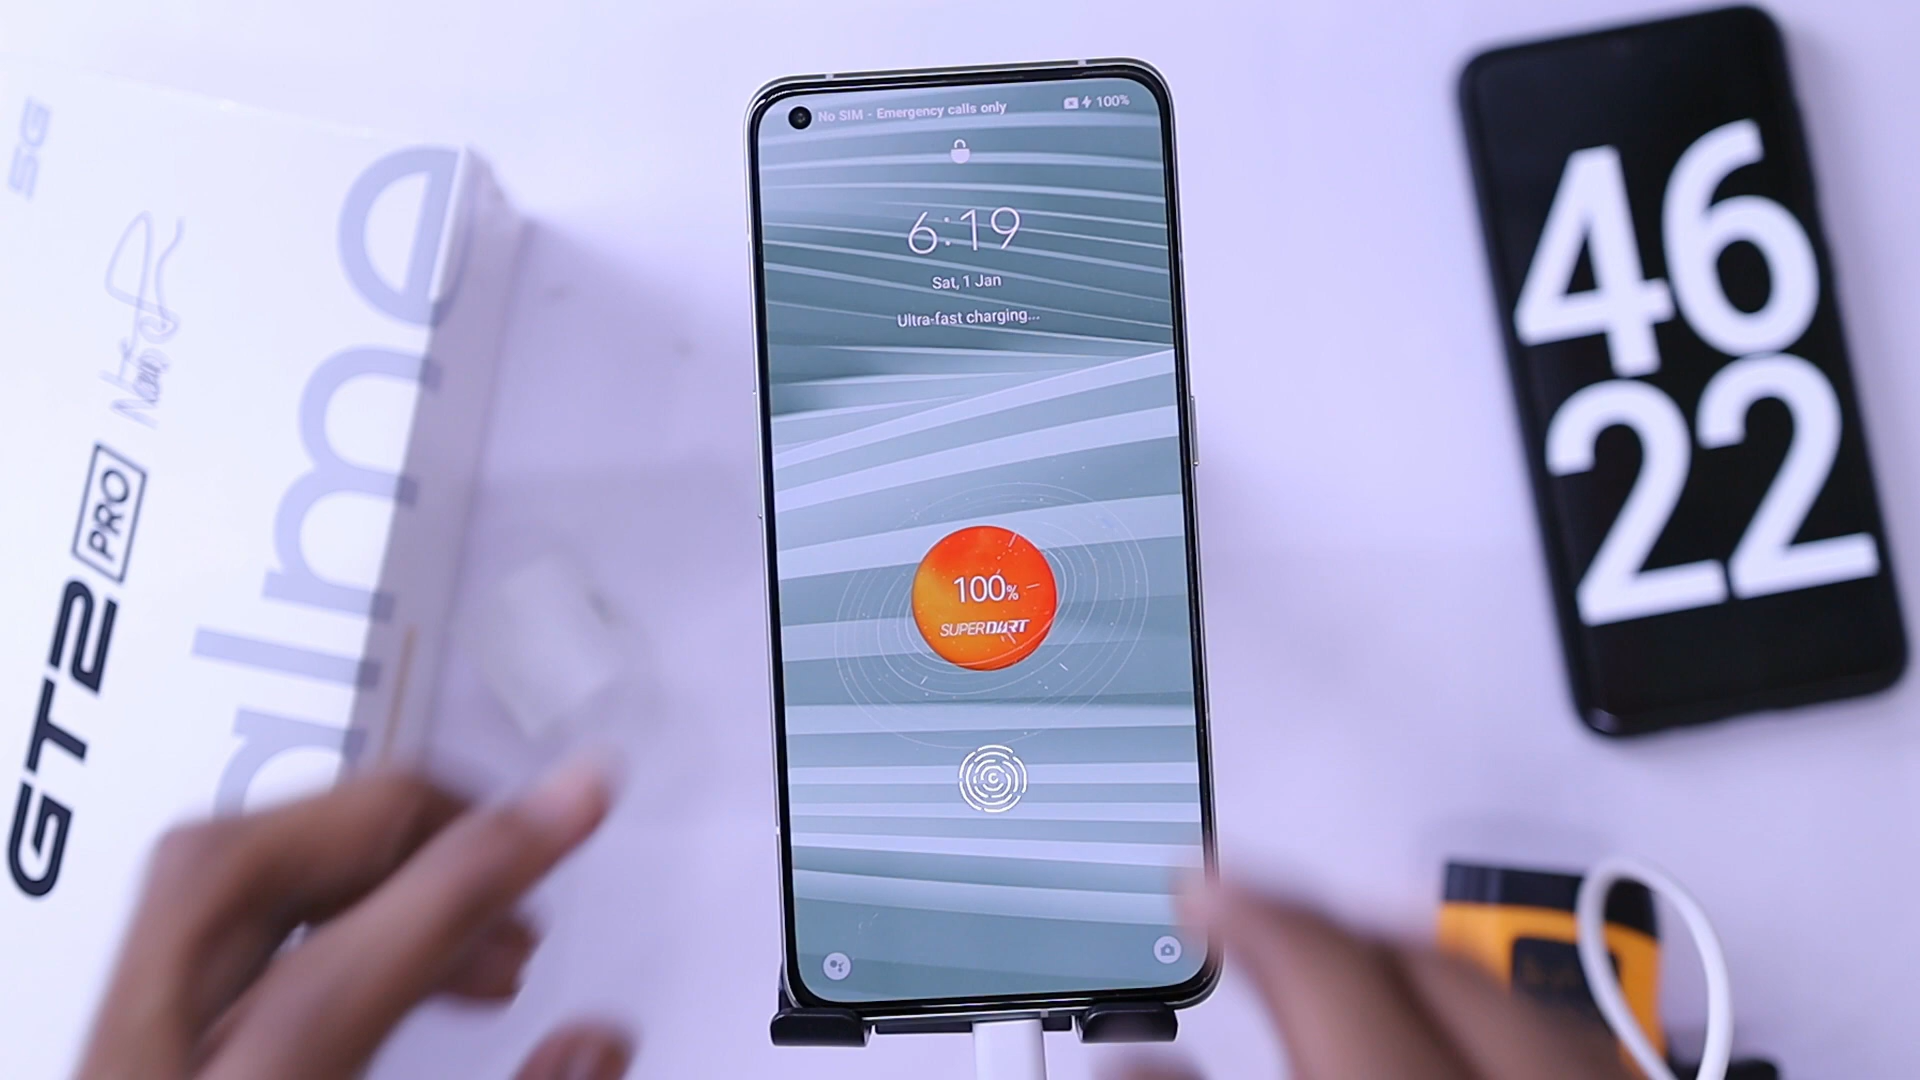 5G
GT2 PRO
realme
No SIM - Emergency calls only
100%
6:19
Sat, 1 Jan
Ultra-fast charging...
100%
SUPERDART
46
22